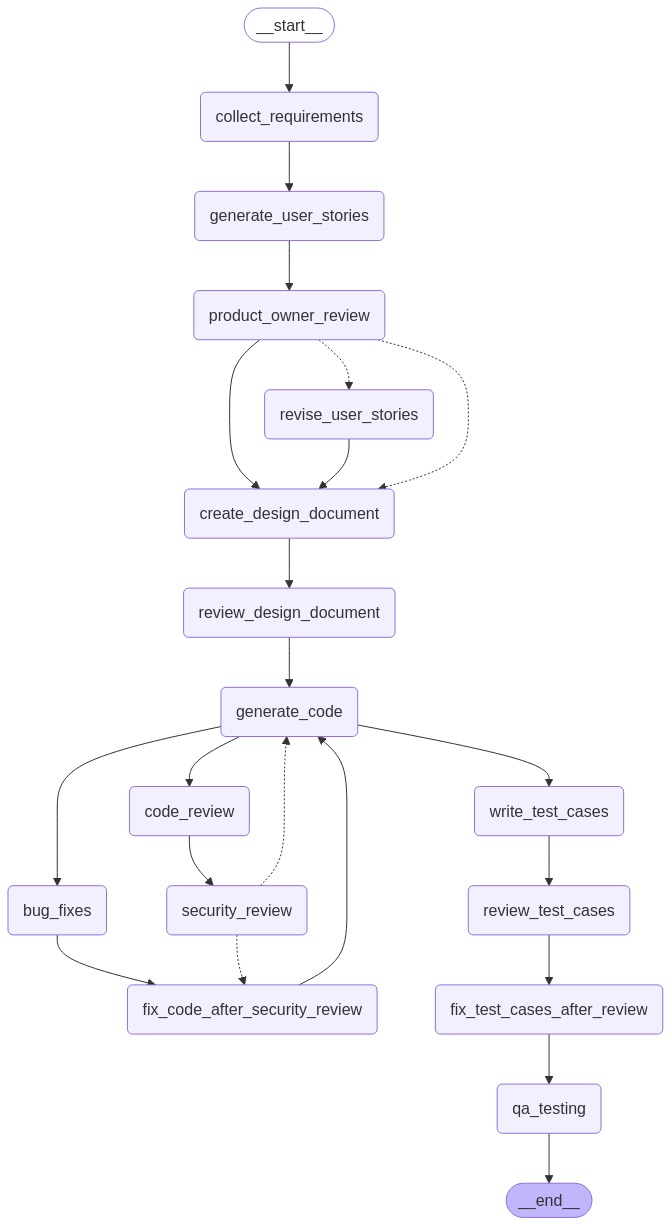 __start__
collect_requirements
generate_user_stories
product_owner_review
revise_user_stories
create_design_document
review_design_document
generate_code
code_review
write_test_cases
bug_fixes
security_review
review_test_cases
fix_code_after_security_review
fix_test_cases_after_review
qa_testing
__end__